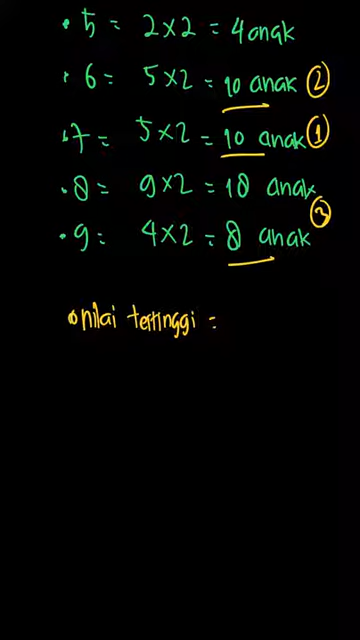 • 5 = 2 x 2 = 4 anak
• 6 = 5 x 2 = 10 anak 2
• 7 = 5 x 2 = 10 anak 1
• 8 = 9 x 2 = 18 anak
• 9 = 4 x 2 = 8 anak 3
• nilai tertinggi =